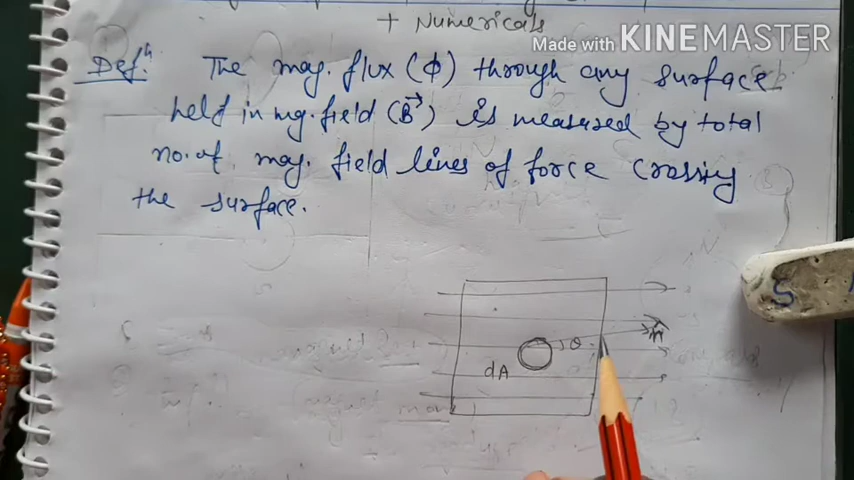 + Numericals
Made with KINEMASTER
Defⁿ. The mag. flux (ϕ) through any surface
held in mg. field (B⃗) is measured by total
no. of mag. field lines of force crossing
the surface.
θ
n̂
dA
S